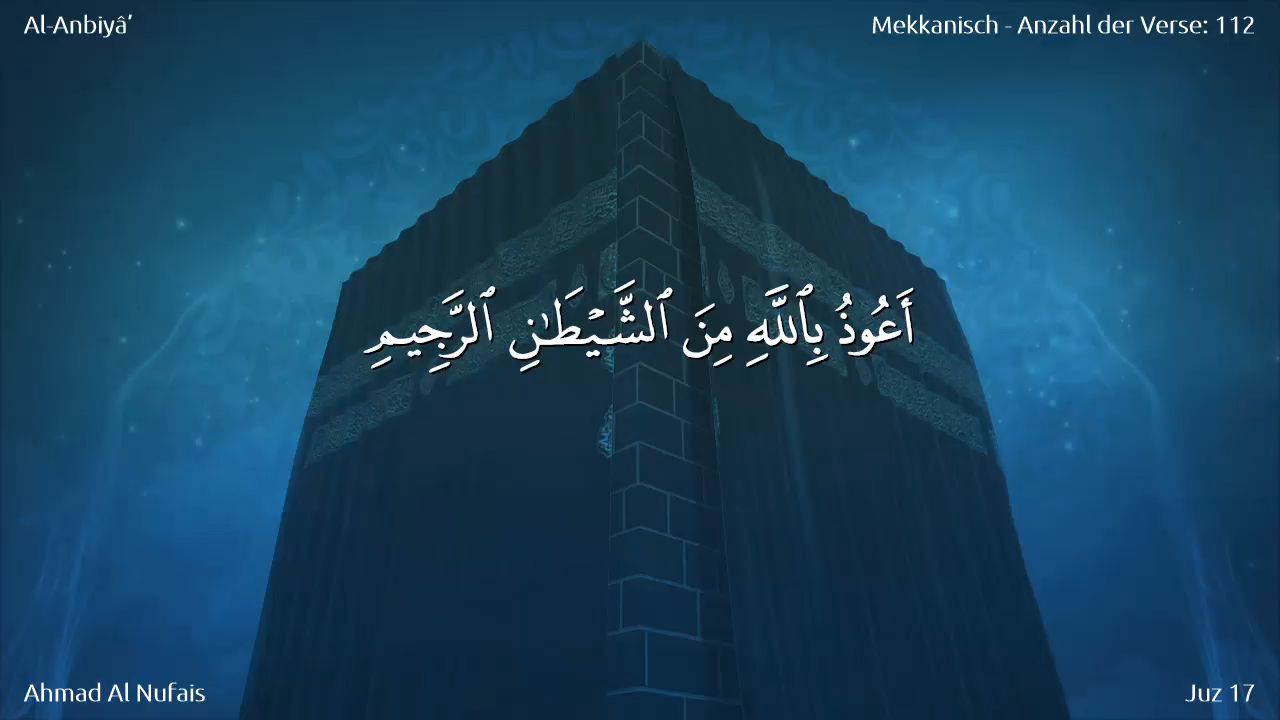 Al-Anbiyâ’
Mekkanisch - Anzahl der Verse: 112
أَعُوذُ بِٱللَّهِ مِنَ ٱلشَّيْطَـٰنِ ٱلرَّجِيمِ
Ahmad Al Nufais
Juz 17